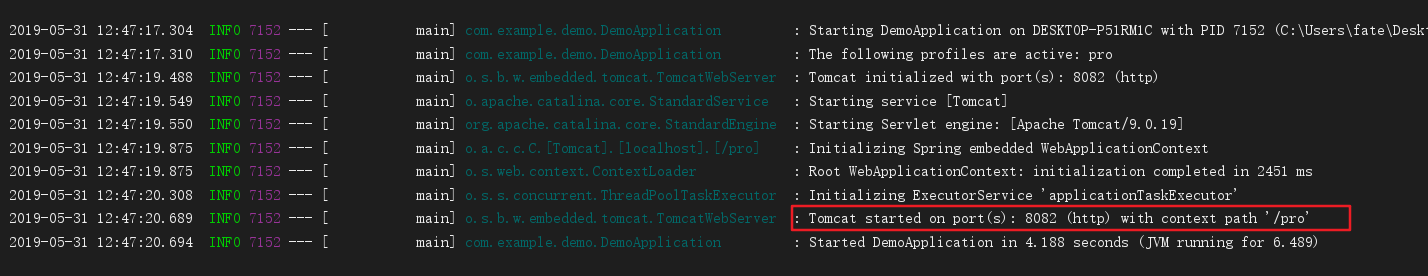 2019-05-31 12:47:17.304  INFO 7152 --- [           main] com.example.demo.DemoApplication         : Starting DemoApplication on DESKTOP-P51RM1C with PID 7152 (C:\Users\fate\Deskt
2019-05-31 12:47:17.310  INFO 7152 --- [           main] com.example.demo.DemoApplication         : The following profiles are active: pro
2019-05-31 12:47:19.488  INFO 7152 --- [           main] o.s.b.w.embedded.tomcat.TomcatWebServer  : Tomcat initialized with port(s): 8082 (http)
2019-05-31 12:47:19.549  INFO 7152 --- [           main] o.apache.catalina.core.StandardService   : Starting service [Tomcat]
2019-05-31 12:47:19.550  INFO 7152 --- [           main] org.apache.catalina.core.StandardEngine  : Starting Servlet engine: [Apache Tomcat/9.0.19]
2019-05-31 12:47:19.875  INFO 7152 --- [           main] o.a.c.c.C.[Tomcat].[localhost].[/pro]    : Initializing Spring embedded WebApplicationContext
2019-05-31 12:47:19.875  INFO 7152 --- [           main] o.s.web.context.ContextLoader            : Root WebApplicationContext: initialization completed in 2451 ms
2019-05-31 12:47:20.308  INFO 7152 --- [           main] o.s.s.concurrent.ThreadPoolTaskExecutor  : Initializing ExecutorService 'applicationTaskExecutor'
2019-05-31 12:47:20.689  INFO 7152 --- [           main] o.s.b.w.embedded.tomcat.TomcatWebServer  : Tomcat started on port(s): 8082 (http) with context path '/pro'
2019-05-31 12:47:20.694  INFO 7152 --- [           main] com.example.demo.DemoApplication         : Started DemoApplication in 4.188 seconds (JVM running for 6.489)